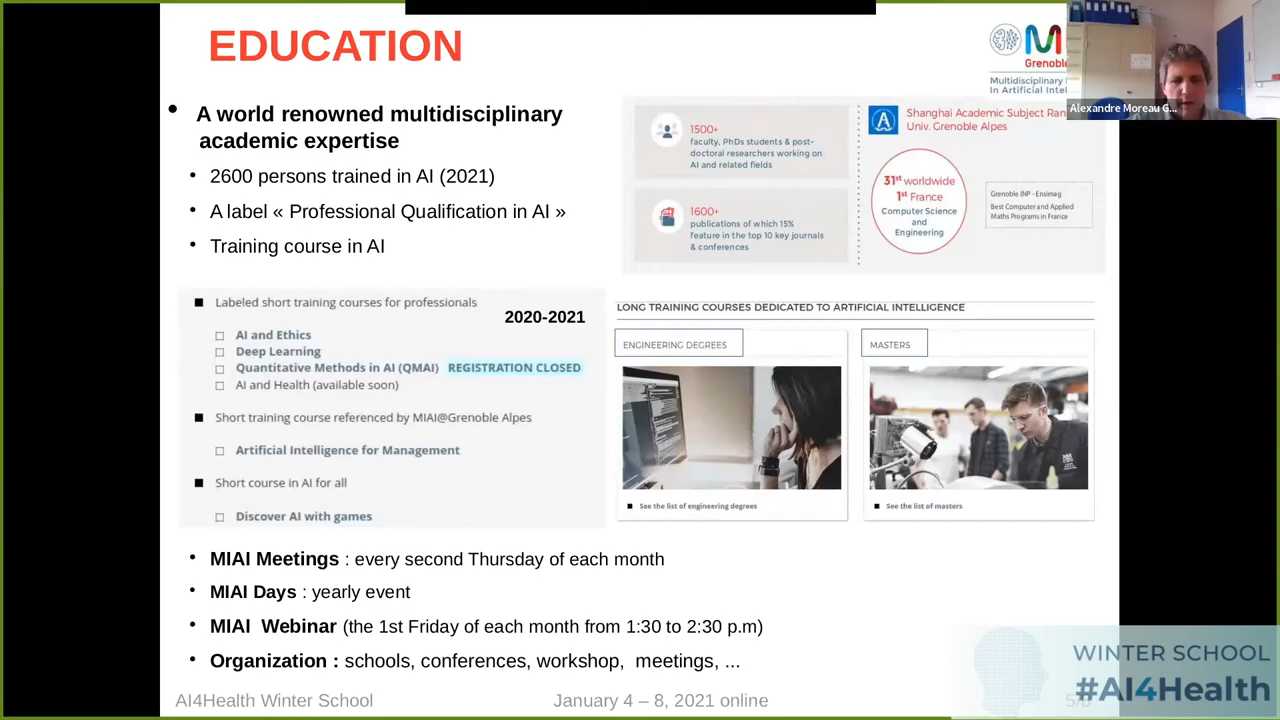 EDUCATION
M
Grenoble
Multidisciplinary
In Artificial Intel
Alexandre Moreau G...
• A world renowned multidisciplinary
academic expertise
• 2600 persons trained in AI (2021)
• A label « Professional Qualification in AI »
• Training course in AI
1500+
faculty, PhDs students & post-
doctoral researchers working on
AI and related fields
1600+
publications of which 15%
feature in the top 10 key journals
& conferences
Shanghai Academic Subject Ran
Univ. Grenoble Alpes
31st worldwide
1st France
Computer Science
and
Engineering
Grenoble INP - Ensimag
Best Computer and Applied
Maths Programs in France
Labeled short training courses for professionals
2020-2021
AI and Ethics
Deep Learning
Quantitative Methods in AI (QMAI) REGISTRATION CLOSED
AI and Health (available soon)
Short training course referenced by MIAI@Grenoble Alpes
Artificial Intelligence for Management
Short course in AI for all
Discover AI with games
LONG TRAINING COURSES DEDICATED TO ARTIFICIAL INTELLIGENCE
ENGINEERING DEGREES
See the list of engineering degrees
MASTERS
See the list of masters
• MIAI Meetings : every second Thursday of each month
• MIAI Days : yearly event
• MIAI Webinar (the 1st Friday of each month from 1:30 to 2:30 p.m)
• Organization : schools, conferences, workshop, meetings, ...
AI4Health Winter School
January 4 – 8, 2021 online
WINTER SCHOOL
#AI4Health